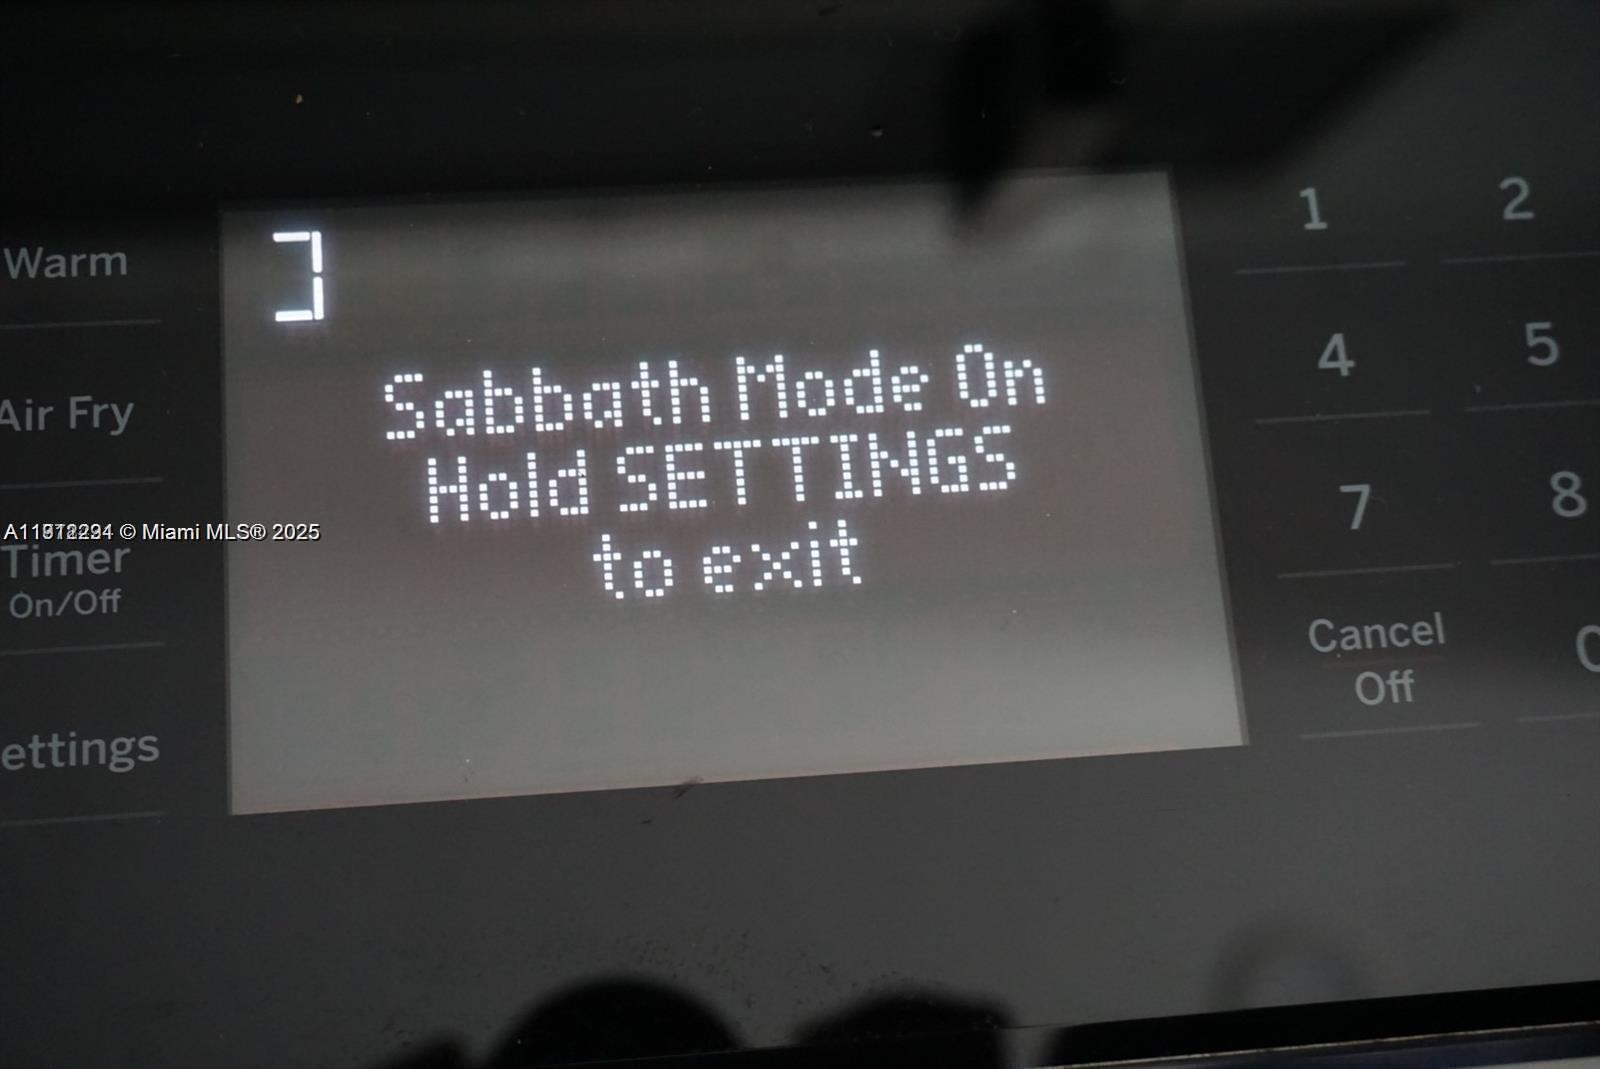 Warm
Air Fry
Timer
On/Off
ettings
]
Sabbath Mode On
Hold SETTINGS
to exit
1 2
4 5
7 8
Cancel 0
Off
© Miami MLS® 2025